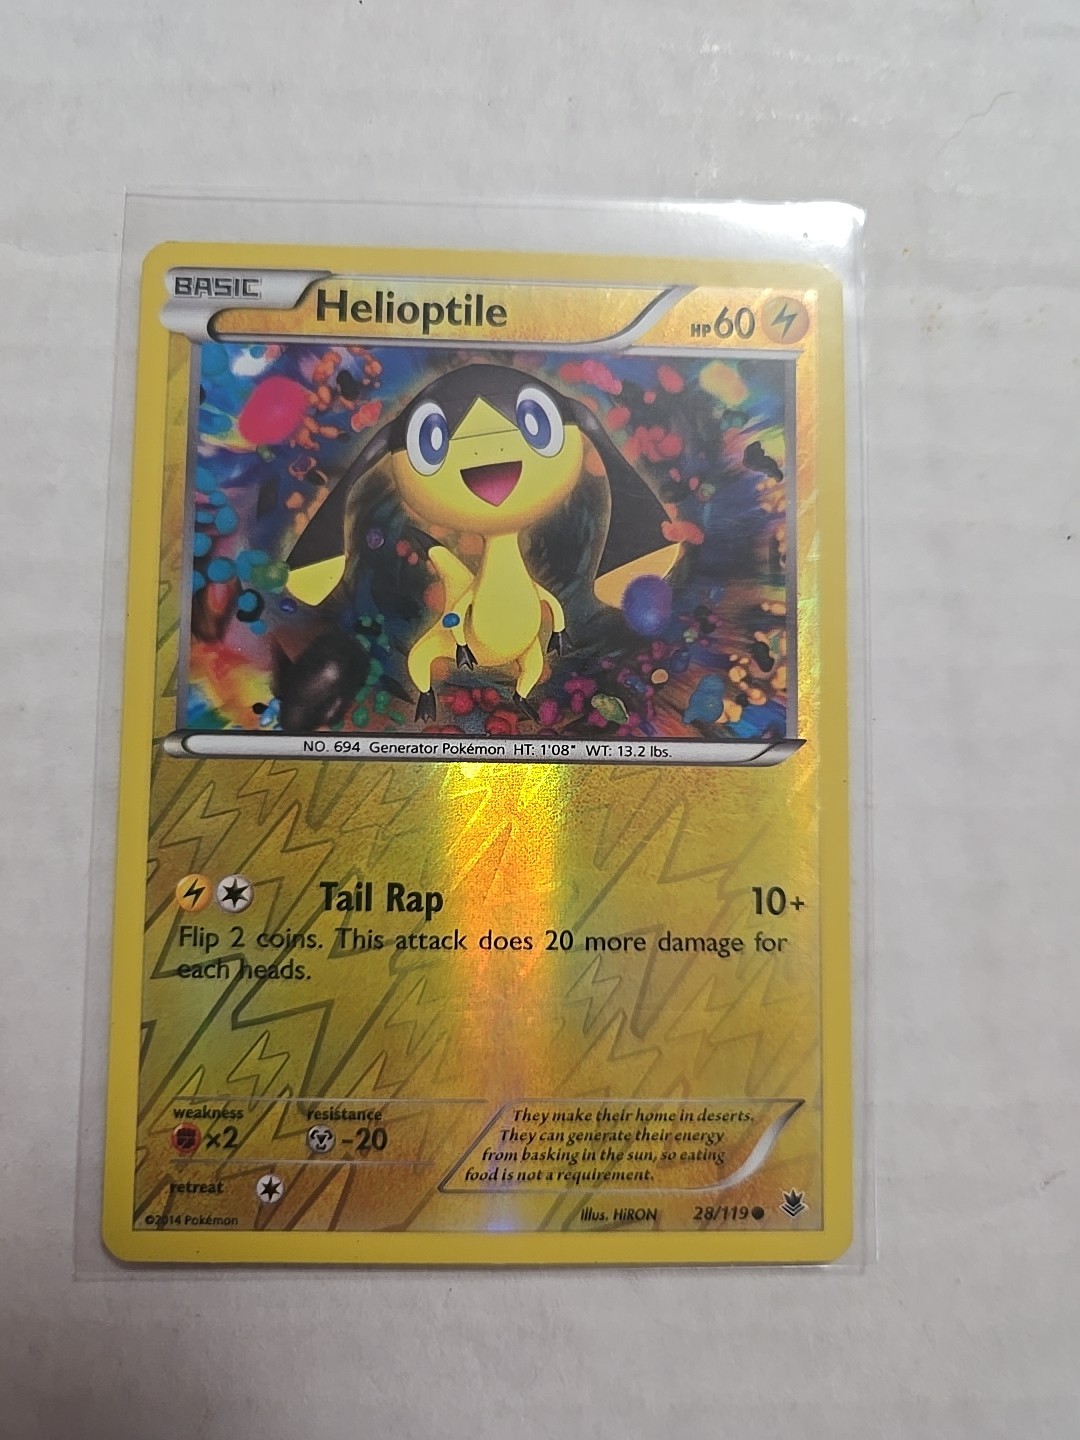 BASIC
Helioptile
HP60
NO. 694 Generator Pokémon HT: 1'08" WT: 13.2 lbs.
Tail Rap 10+
Flip 2 coins. This attack does 20 more damage for
each heads.
weakness resistance
×2 -20
retreat
They make their home in deserts.
They can generate their energy
from basking in the sun, so eating
food is not a requirement.
©2014 Pokémon Illus. HiRON 28/119